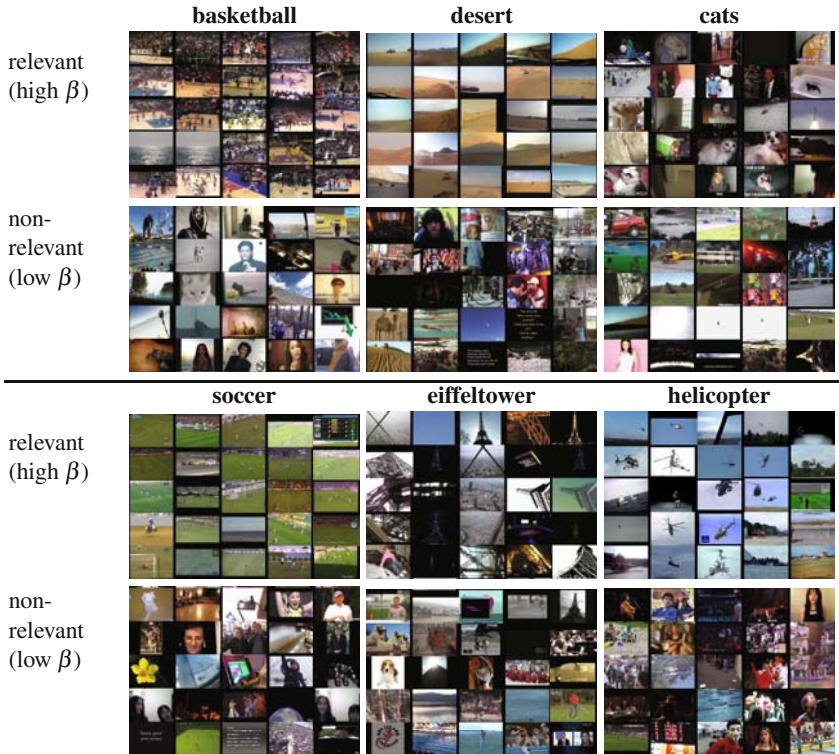 basketball desert cats
relevant
(high β)
non-
relevant
(low β)
soccer eiffeltower helicopter
relevant
(high β)
non-
relevant
(low β)